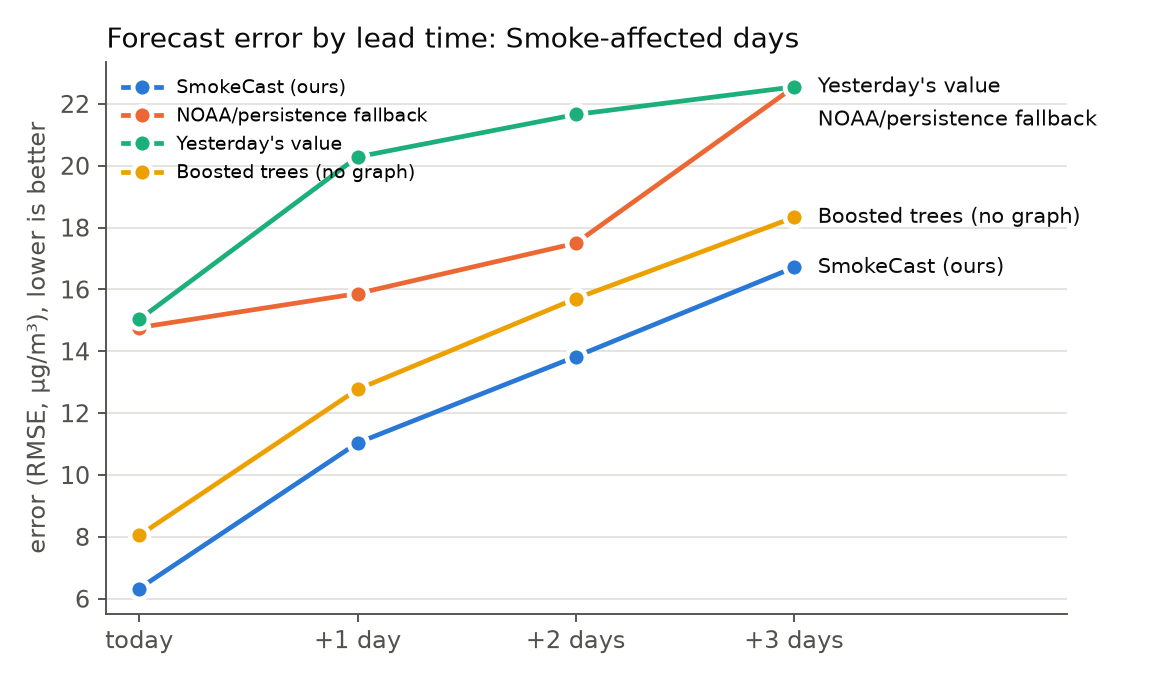 Forecast error by lead time: Smoke-affected days
SmokeCast (ours)
NOAA/persistence fallback
Yesterday's value
Boosted trees (no graph)
error (RMSE, µg/m³), lower is better
22
20
18
16
14
12
10
8
6
Yesterday's value
NOAA/persistence fallback
Boosted trees (no graph)
SmokeCast (ours)
today
+1 day
+2 days
+3 days